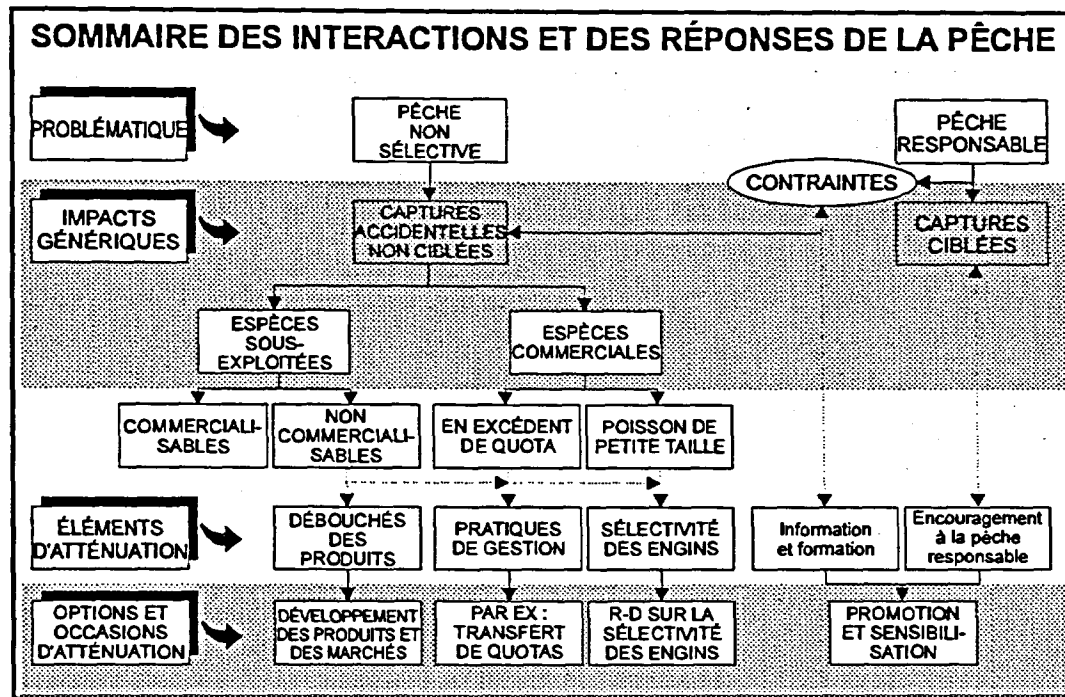 SOMMAIRE DES INTERACTIONS ET DES RÉPONSES DE LA PÊCHE
PROBLÉMATIQUE
PÊCHE
NON
SÉLECTIVE
PÊCHE
RESPONSABLE
CONTRAINTES
IMPACTS
GÉNÉRIQUES
CAPTURES
ACCIDENTELLES
NON CIBLÉES
CAPTURES
CIBLÉES
ESPÈCES
SOUS-
EXPLOITÉES
ESPÈCES
COMMERCIALES
COMMERCIALI-
SABLES
NON
COMMERCIALI-
SABLES
EN EXCÉDENT
DE QUOTA
POISSON DE
PETITE TAILLE
ÉLÉMENTS
D'ATTÉNUATION
DÉBOUCHÉS
DES
PRODUITS
PRATIQUES
DE GESTION
SÉLECTIVITÉ
DES ENGINS
Information
et formation
Encouragement
à la pêche
responsable
OPTIONS ET
OCCASIONS
D'ATTÉNUATION
DÉVELOPPEMENT
DES PRODUITS ET
DES MARCHÉS
PAR EX :
TRANSFERT
DE QUOTAS
R-D SUR LA
SÉLECTIVITÉ
DES ENGINS
PROMOTION
ET SENSIBILI-
SATION